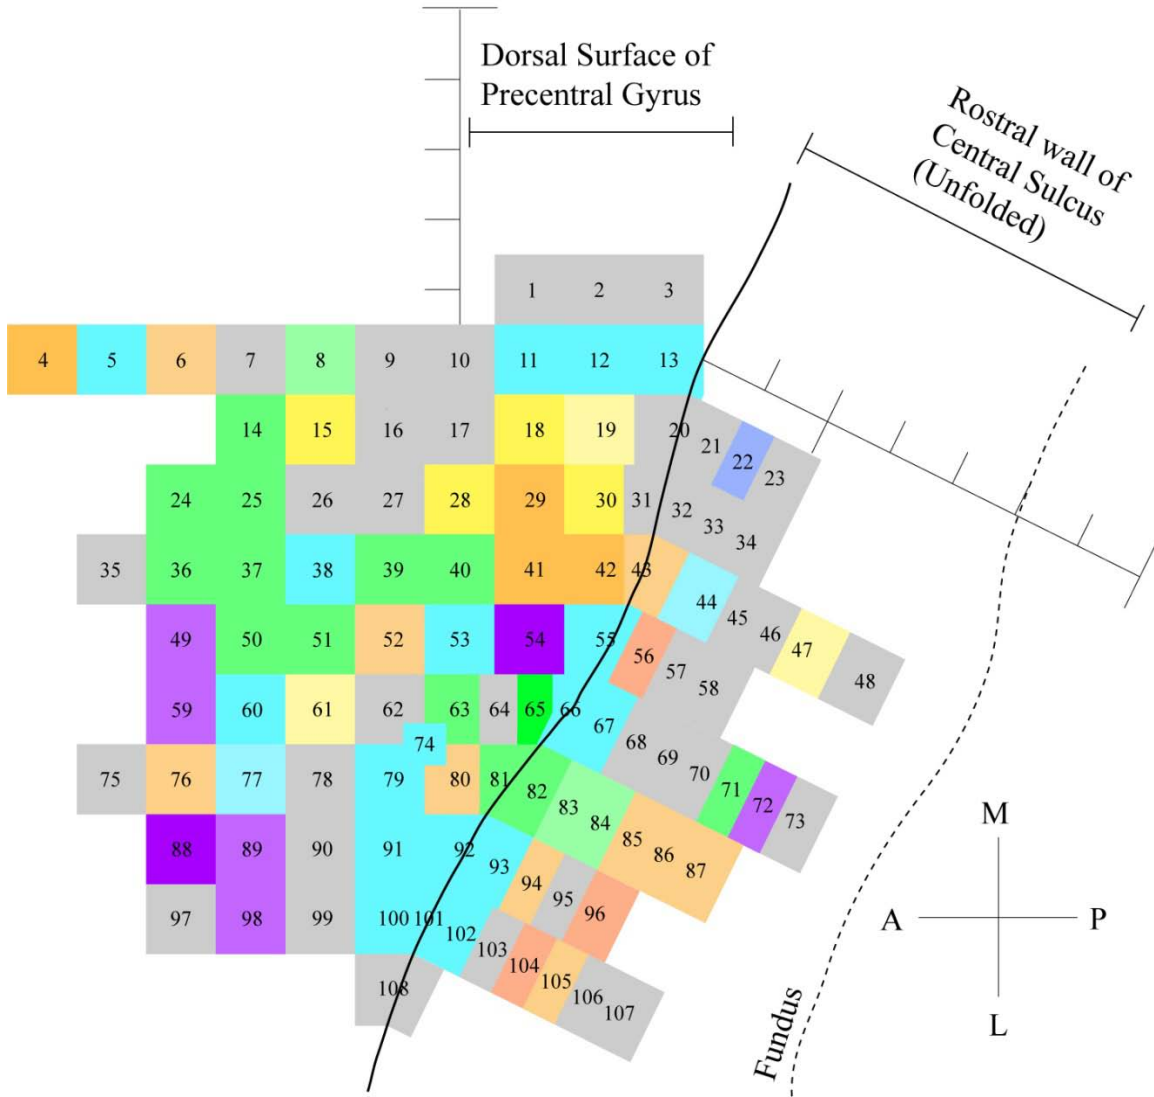 Dorsal Surface of
Precentral Gyrus
Rostral wall of
Central Sulcus
(Unfolded)
1 2 3
4 5 6 7 8 9 10 11 12 13
14 15 16 17 18 19 20 21 22 23
24 25 26 27 28 29 30 31 32 33 34
35 36 37 38 39 40 41 42 43 44 45 46 47 48
49 50 51 52 53 54 55 56 57 58
59 60 61 62 63 64 65 66 67 68 69 70 71 72 73
74
75 76 77 78 79 80 81 82 83 84 85 86 87
88 89 90 91 92 93 94 95 96
97 98 99 100 101 102 103 104 105 106 107
108
M
A P
L
Fundus